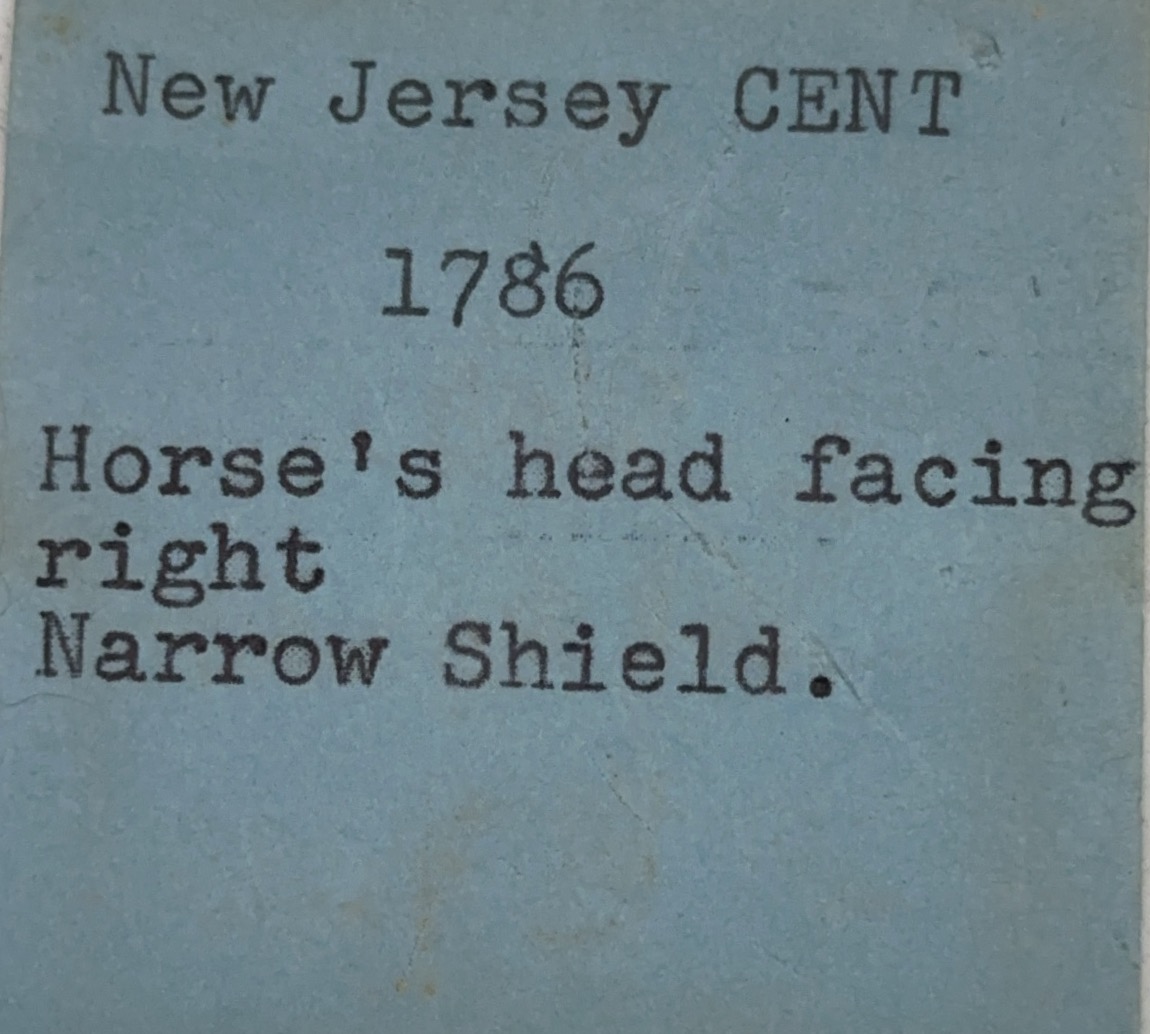 New Jersey CENT
1786
Horse's head facing
right
Narrow Shield.